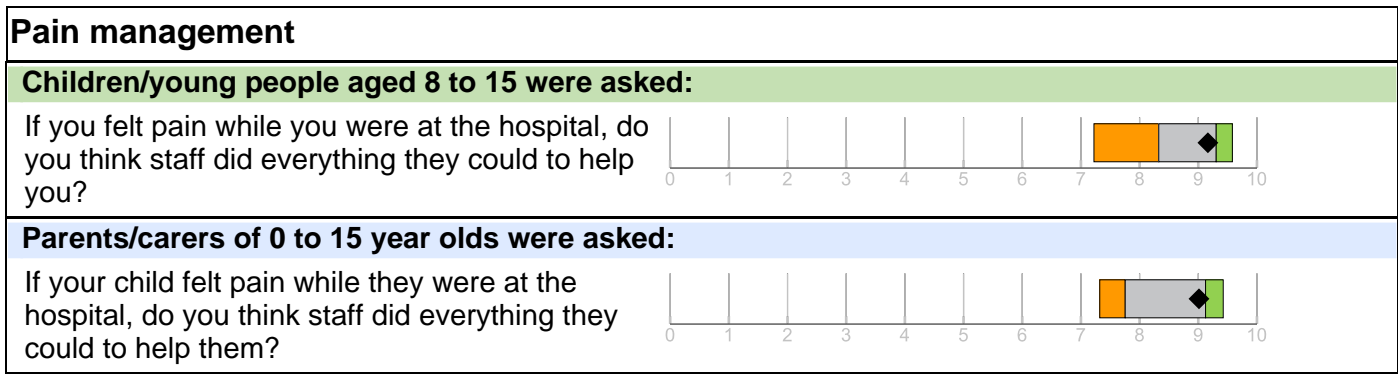 Pain management
Children/young people aged 8 to 15 were asked:
If you felt pain while you were at the hospital, do
you think staff did everything they could to help
you?
0 1 2 3 4 5 6 7 8 9 10
Parents/carers of 0 to 15 year olds were asked:
If your child felt pain while they were at the
hospital, do you think staff did everything they
could to help them?
0 1 2 3 4 5 6 7 8 9 10